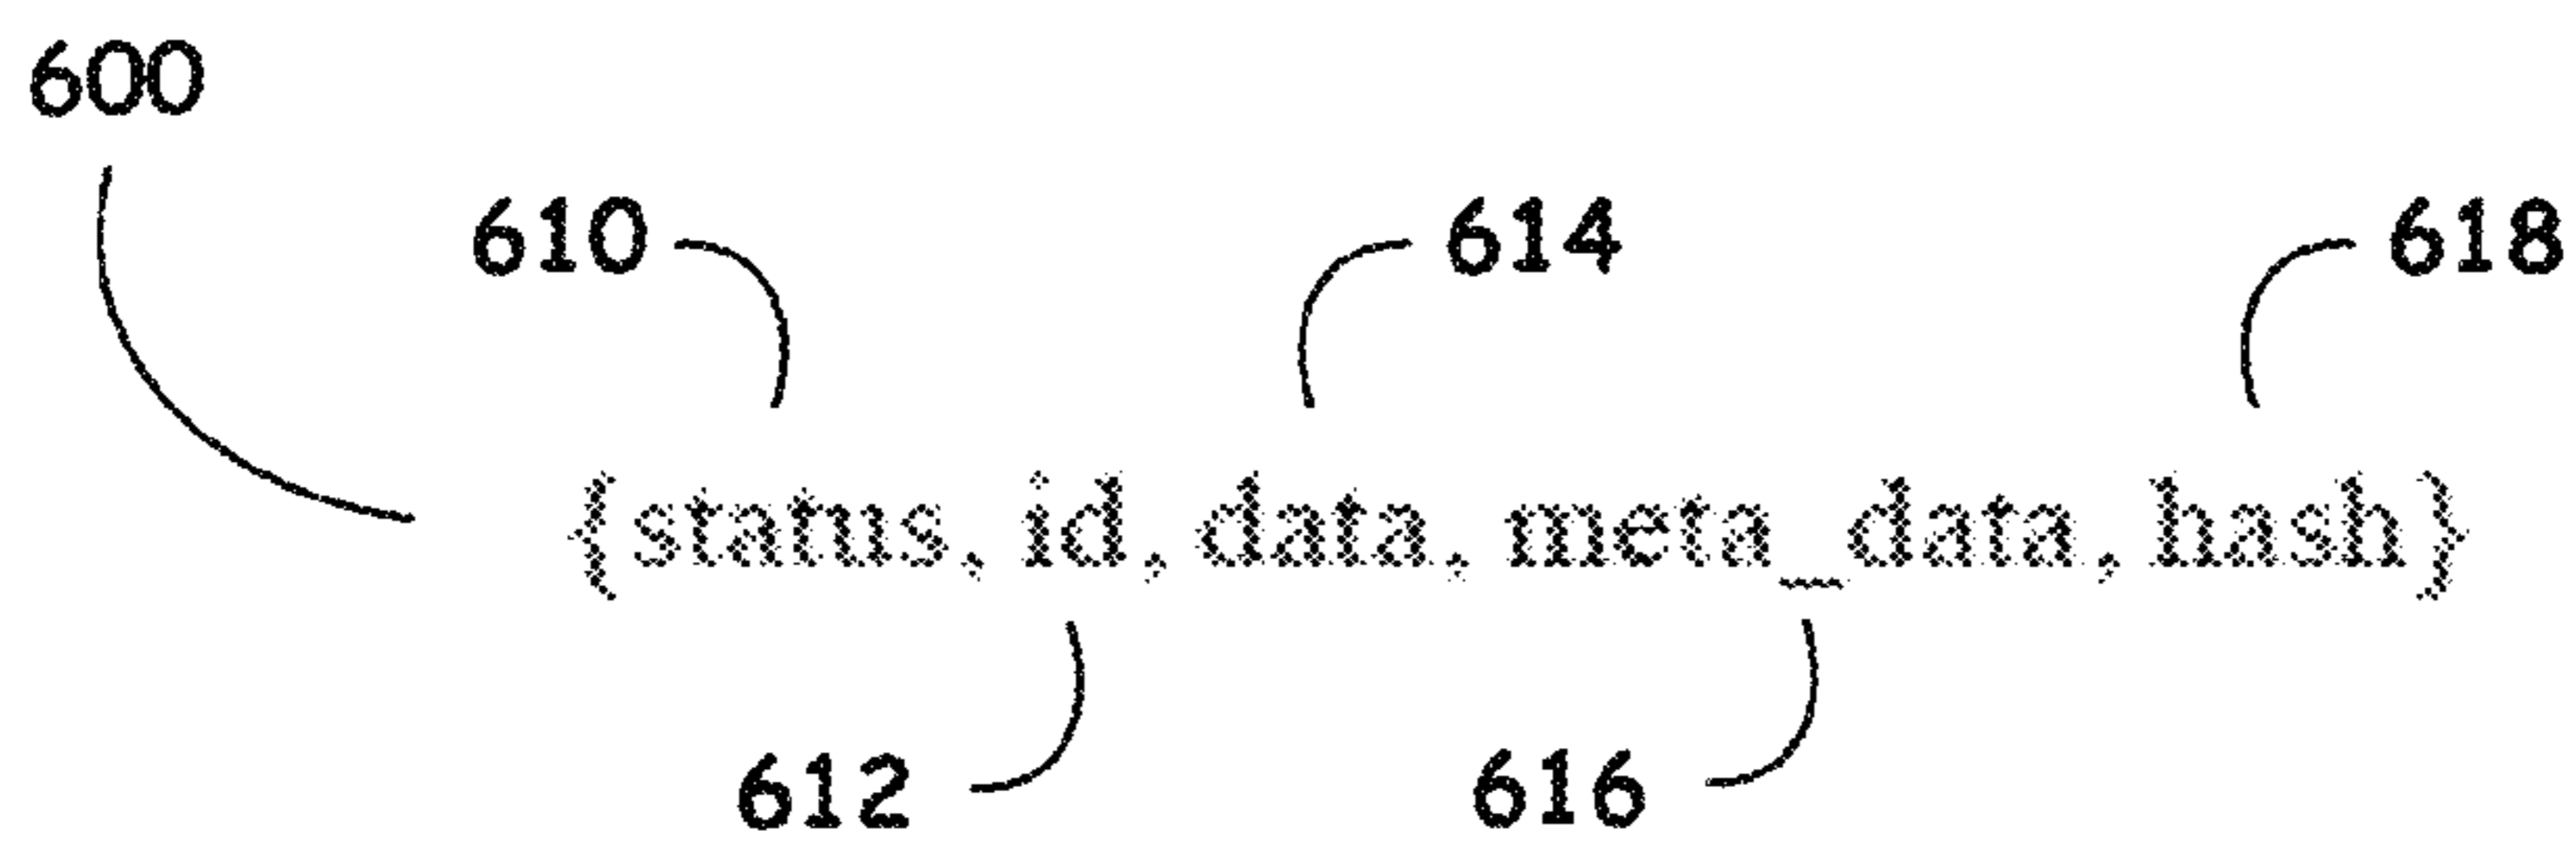 600
610 614 618
{status, id, data, meta_data, hash}
612 616